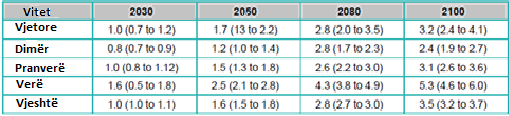 Vitet 2030 2050 2080 2100
Vjetore 1.0 (0.7 to 1.2) 1.7 (13 to 2.2) 2.8 (2.0 to 3.5) 3.2 (2.4 to 4.1)
Dimër 0.8 (0.7 to 0.9) 1.2 (1.0 to 1.4) 2.8 (1.7 to 2.3) 2.4 (1.9 to 2.7)
Pranverë 1.0 (0.8 to 1.12) 1.5 (1.3 to 1.8) 2.6 (2.2 to 3.0) 3.1 (2.6 to 3.6)
Verë 1.6 (0.5 to 1.8) 2.5 (2.1 to 2.8) 4.3 (3.8 to 4.9) 5.3 (4.6 to 6.0)
Vjeshtë 1.0 (1.0 to 1.1) 1.6 (1.5 to 1.8) 2.8 (2.7 to 3.0) 3.5 (3.2 to 3.7)